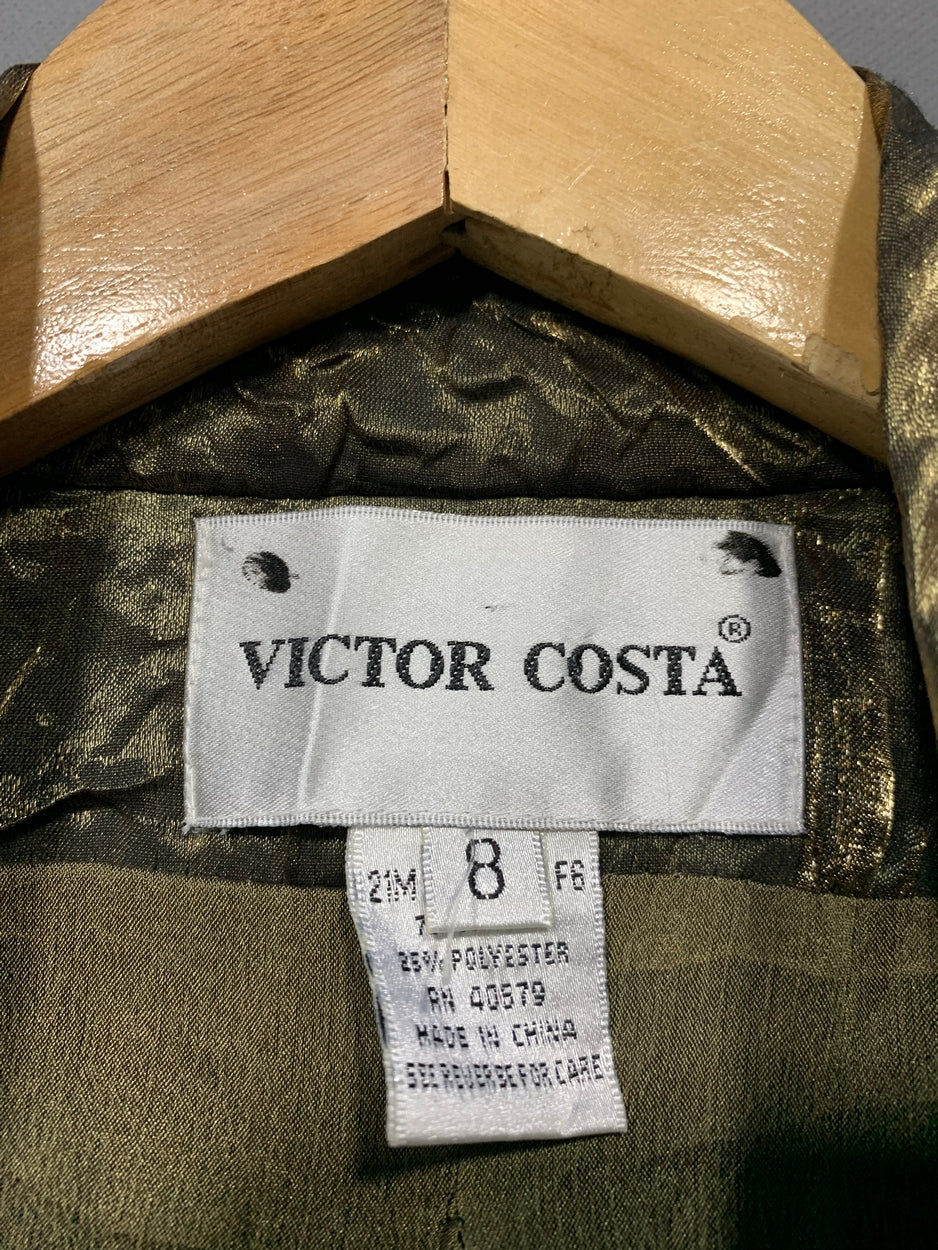 VICTOR COSTA®
8
21M F6
25% POLYESTER
RN 40679
MADE IN CHINA
SEE REVERSE FOR CARE